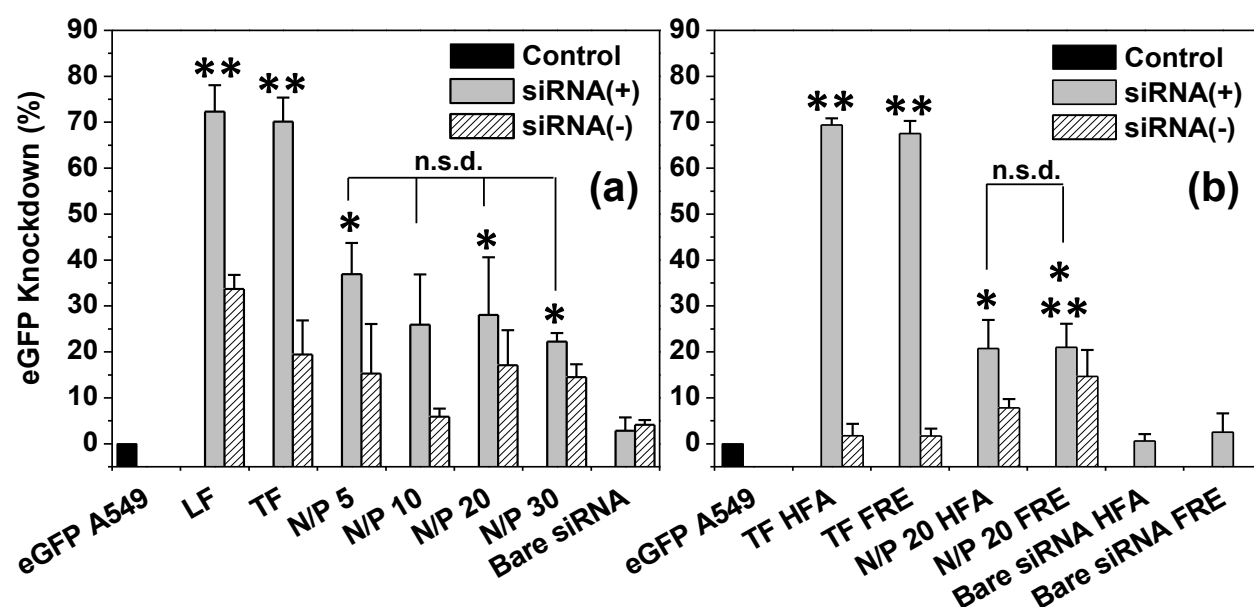 eGFP Knockdown (%)
90
80
70
60
50
40
30
20
10
0
Control
siRNA(+)
siRNA(-)
**
**
n.s.d.
(a)
*
*
*
eGFP A549
LF
TF
N/P 5
N/P 10
N/P 20
N/P 30
Bare siRNA
90
80
70
60
50
40
30
20
10
0
Control
siRNA(+)
siRNA(-)
**
**
n.s.d.
(b)
*
*
**
eGFP A549
TF HFA
TF FRE
N/P 20 HFA
N/P 20 FRE
Bare siRNA HFA
Bare siRNA FRE